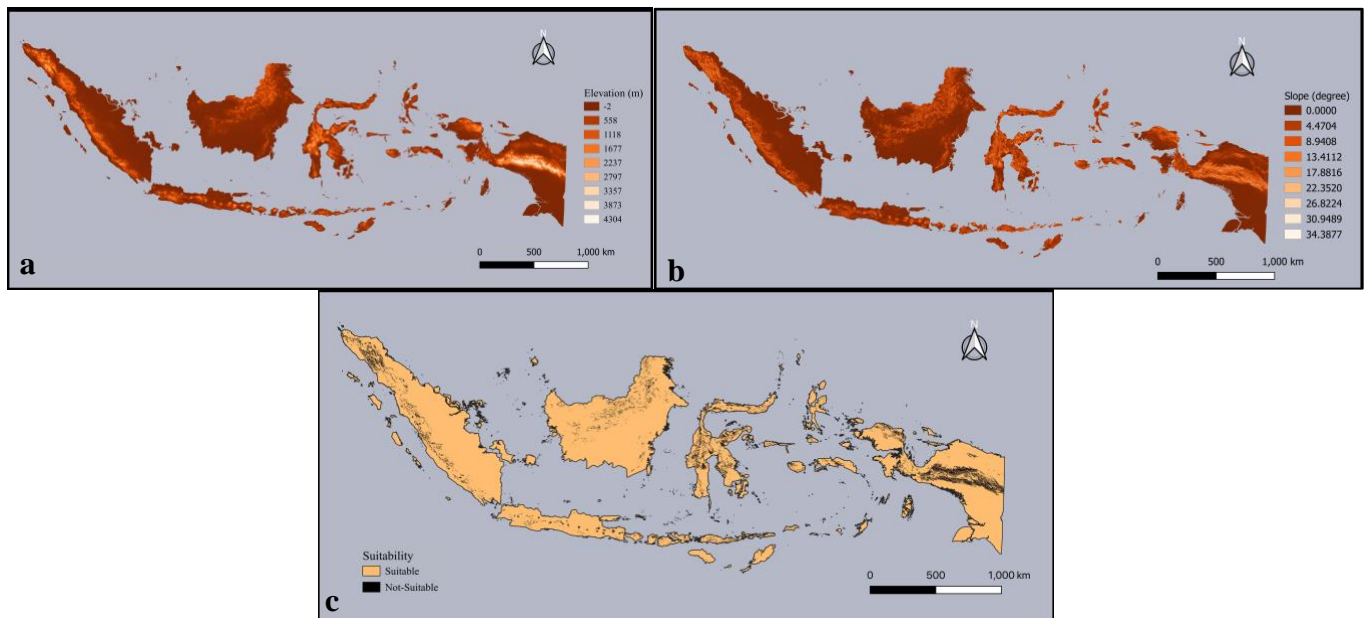 N
Elevation (m)
-2
558
1118
1677
2237
2797
3357
3873
4304
0 500 1,000 km
a
N
Slope (degree)
0.0000
4.4704
8.9408
13.4112
17.8816
22.3520
26.8224
30.9489
34.3877
0 500 1,000 km
b
N
Suitability
Suitable
Not-Suitable
0 500 1,000 km
c